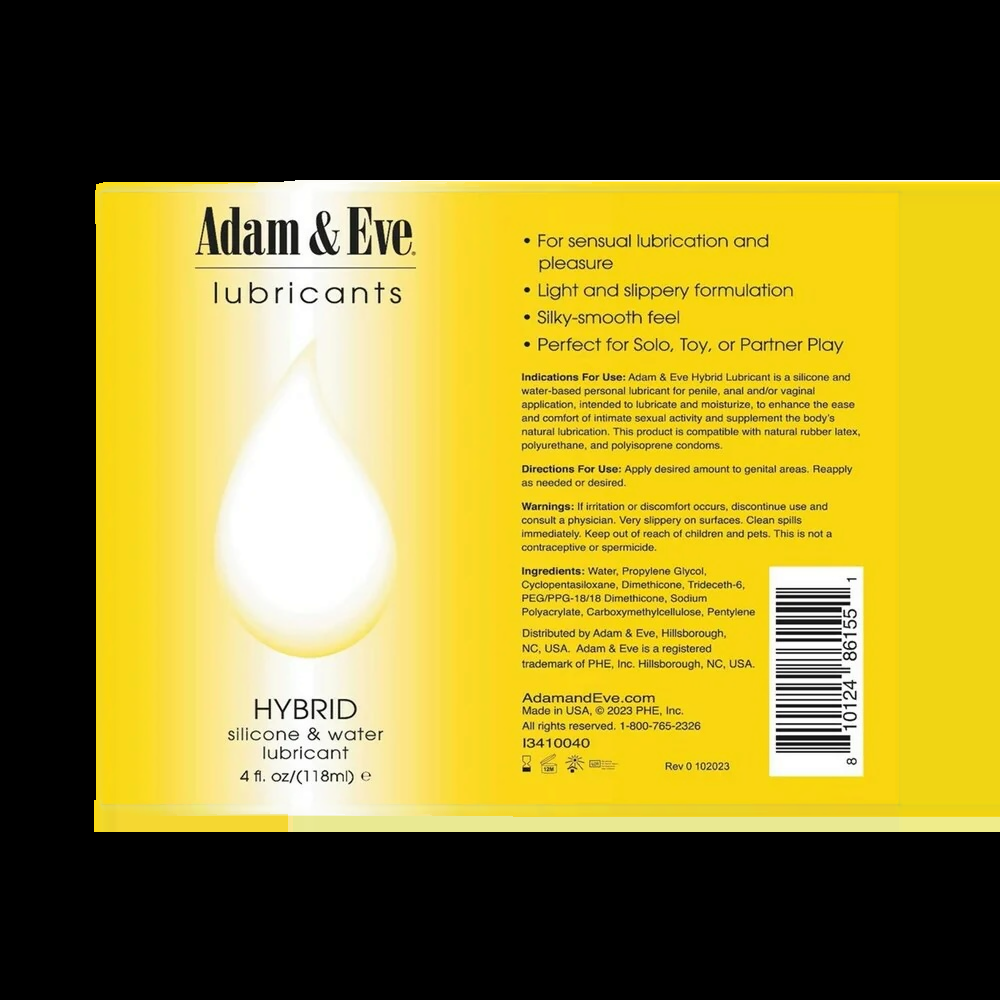 Adam & Eve®
lubricants
HYBRID
silicone & water
lubricant
4 fl. oz/(118ml) ℮
• For sensual lubrication and
pleasure
• Light and slippery formulation
• Silky-smooth feel
• Perfect for Solo, Toy, or Partner Play
Indications For Use: Adam & Eve Hybrid Lubricant is a silicone and
water-based personal lubricant for penile, anal and/or vaginal
application, intended to lubricate and moisturize, to enhance the ease
and comfort of intimate sexual activity and supplement the body's
natural lubrication. This product is compatible with natural rubber latex,
polyurethane, and polyisoprene condoms.
Directions For Use: Apply desired amount to genital areas. Reapply
as needed or desired.
Warnings: If irritation or discomfort occurs, discontinue use and
consult a physician. Very slippery on surfaces. Clean spills
immediately. Keep out of reach of children and pets. This is not a
contraceptive or spermicide.
Ingredients: Water, Propylene Glycol,
Cyclopentasiloxane, Dimethicone, Trideceth-6,
PEG/PPG-18/18 Dimethicone, Sodium
Polyacrylate, Carboxymethylcellulose, Pentylene
Distributed by Adam & Eve, Hillsborough,
NC, USA. Adam & Eve is a registered
trademark of PHE, Inc. Hillsborough, NC, USA.
AdamandEve.com
Made in USA, © 2023 PHE, Inc.
All rights reserved. 1-800-765-2326
I3410040
12M
Rev 0 102023
8 10124 86155 1